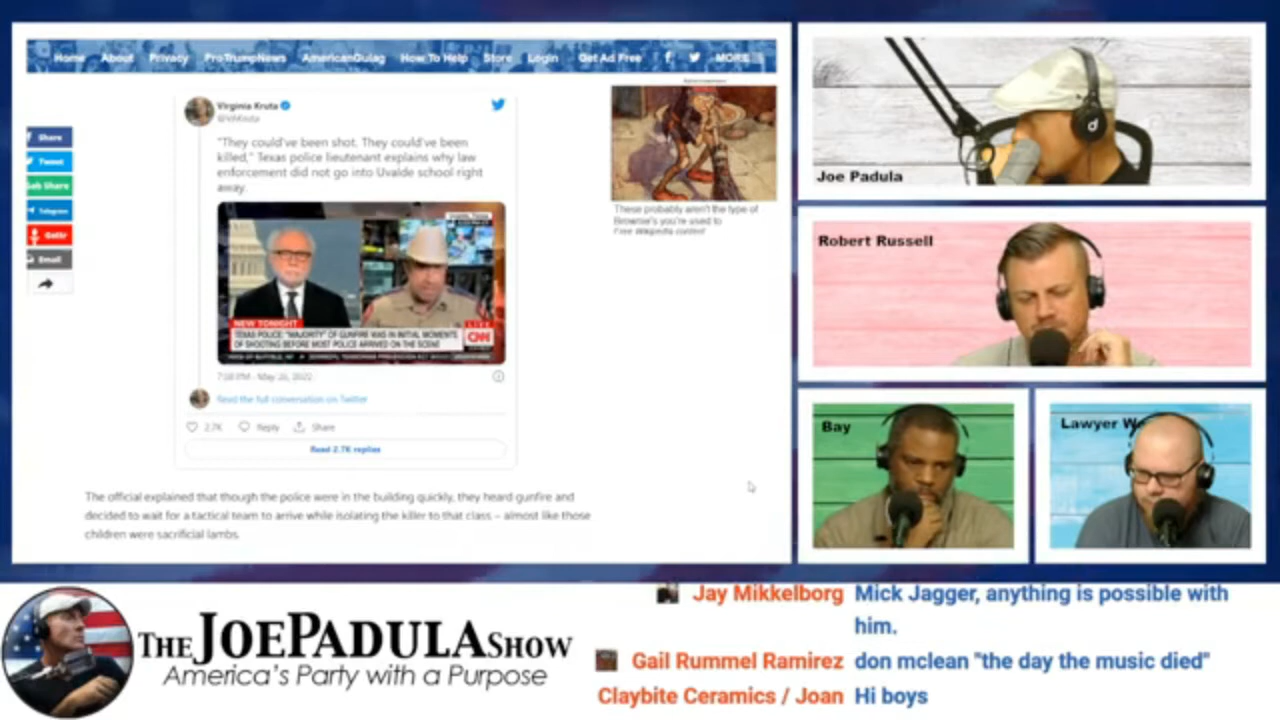 Home About Privacy ProTrumpNews AmericanGulag How To Help Store Login Get Ad Free MORE
Share
Tweet
Gab Share
Telegram
Gettr
Email
Virginia Kruta
@VAKruta
"They could've been shot. They could've been
killed," Texas police lieutenant explains why law
enforcement did not go into Uvalde school right
away.
NEW TONIGHT
LIVE
TEXAS POLICE: "MAJORITY" OF GUNFIRE WAS IN INITIAL MOMENTS
OF SHOOTING BEFORE MOST POLICE ARRIVED ON THE SCENE
CNN
7:08 PM · May 26, 2022
Read the full conversation on Twitter
2.7K Reply Share
Read 2.7K replies
Advertisement
These probably aren't the type of
Brownie's you're used to
Free Wikipedia content
The official explained that though the police were in the building quickly, they heard gunfire and
decided to wait for a tactical team to arrive while isolating the killer to that class – almost like those
children were sacrificial lambs.
Joe Padula
Robert Russell
Bay
Lawyer
THE JOEPADULA SHOW
America's Party with a Purpose
Jay Mikkelborg Mick Jagger, anything is possible with
him.
Gail Rummel Ramirez don mclean "the day the music died"
Claybite Ceramics / Joan Hi boys